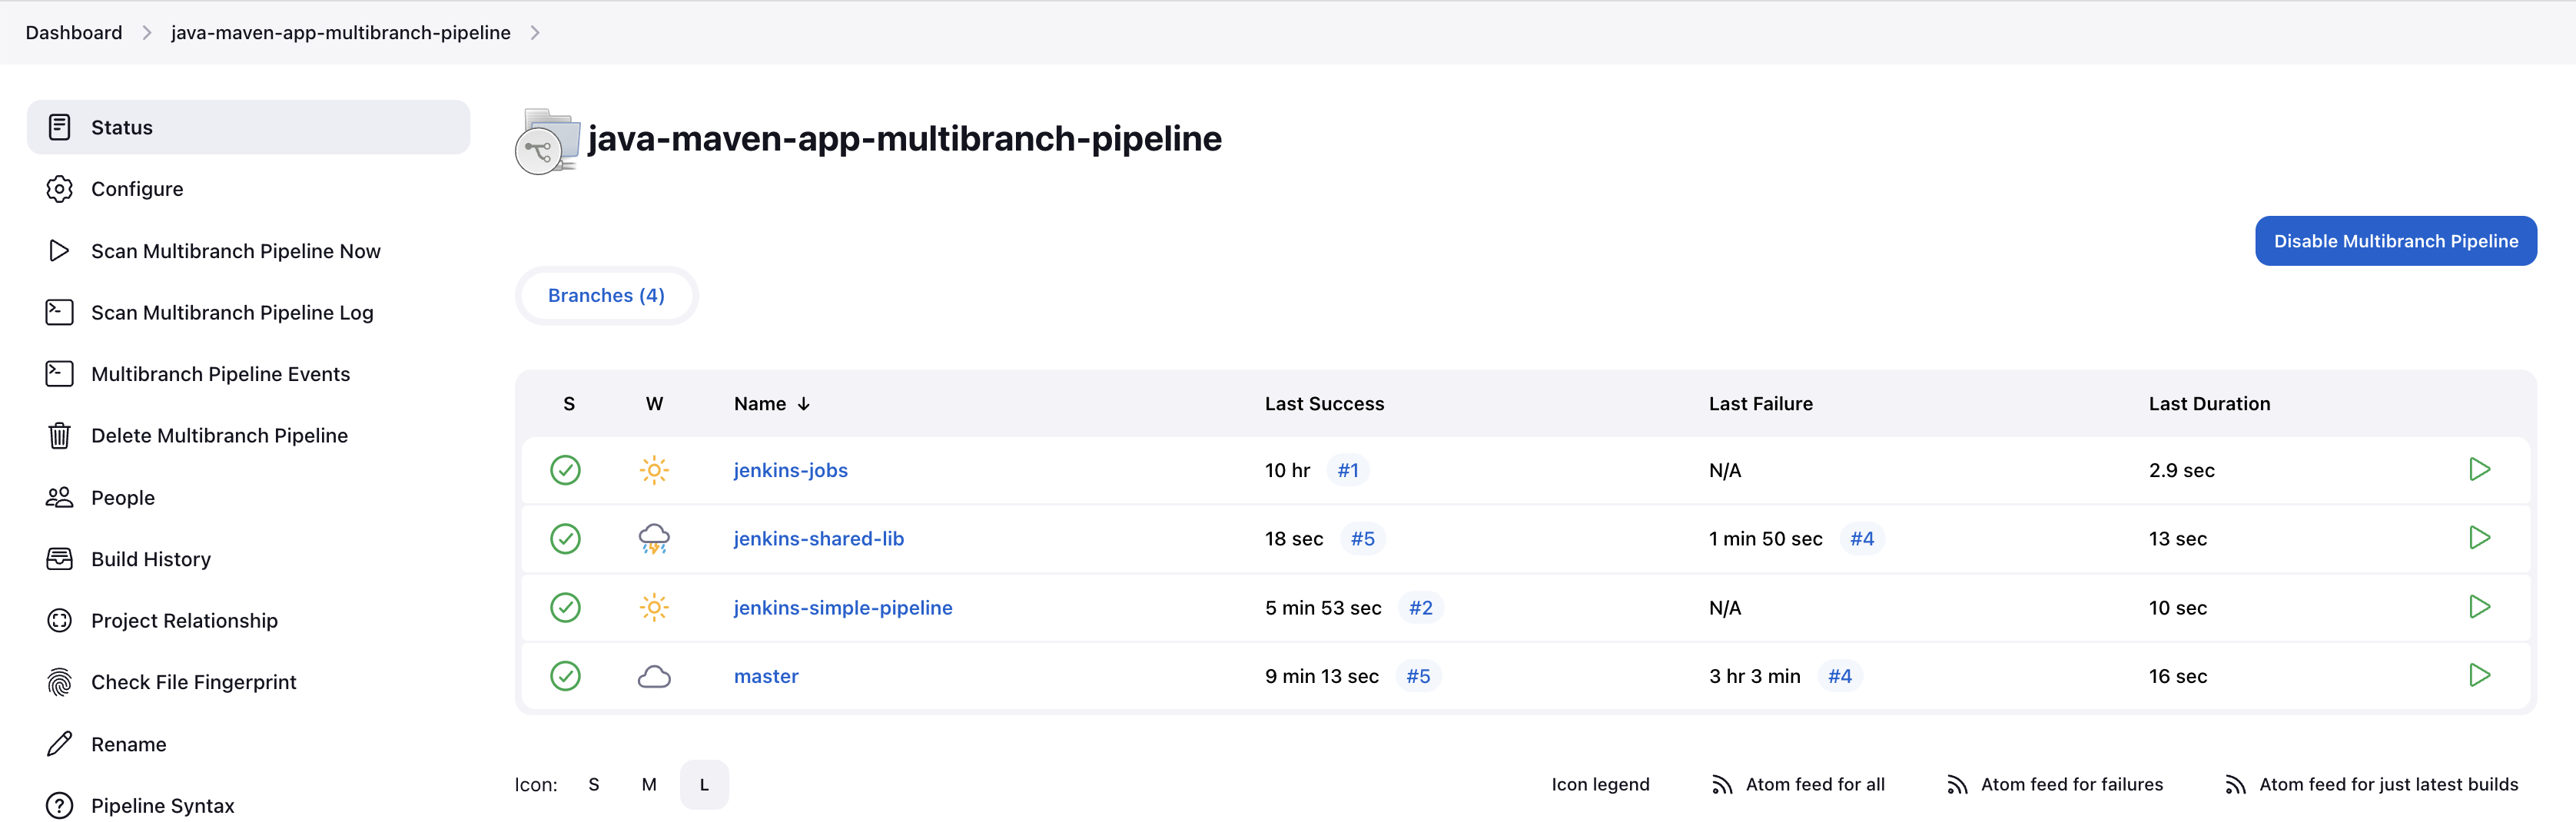 Dashboard > java-maven-app-multibranch-pipeline >
Status
Configure
Scan Multibranch Pipeline Now
Scan Multibranch Pipeline Log
Multibranch Pipeline Events
Delete Multibranch Pipeline
People
Build History
Project Relationship
Check File Fingerprint
Rename
Pipeline Syntax
java-maven-app-multibranch-pipeline
Disable Multibranch Pipeline
Branches (4)
S W Name ↓ Last Success Last Failure Last Duration
jenkins-jobs 10 hr #1 N/A 2.9 sec
jenkins-shared-lib 18 sec #5 1 min 50 sec #4 13 sec
jenkins-simple-pipeline 5 min 53 sec #2 N/A 10 sec
master 9 min 13 sec #5 3 hr 3 min #4 16 sec
Icon: S M L Icon legend Atom feed for all Atom feed for failures Atom feed for just latest builds